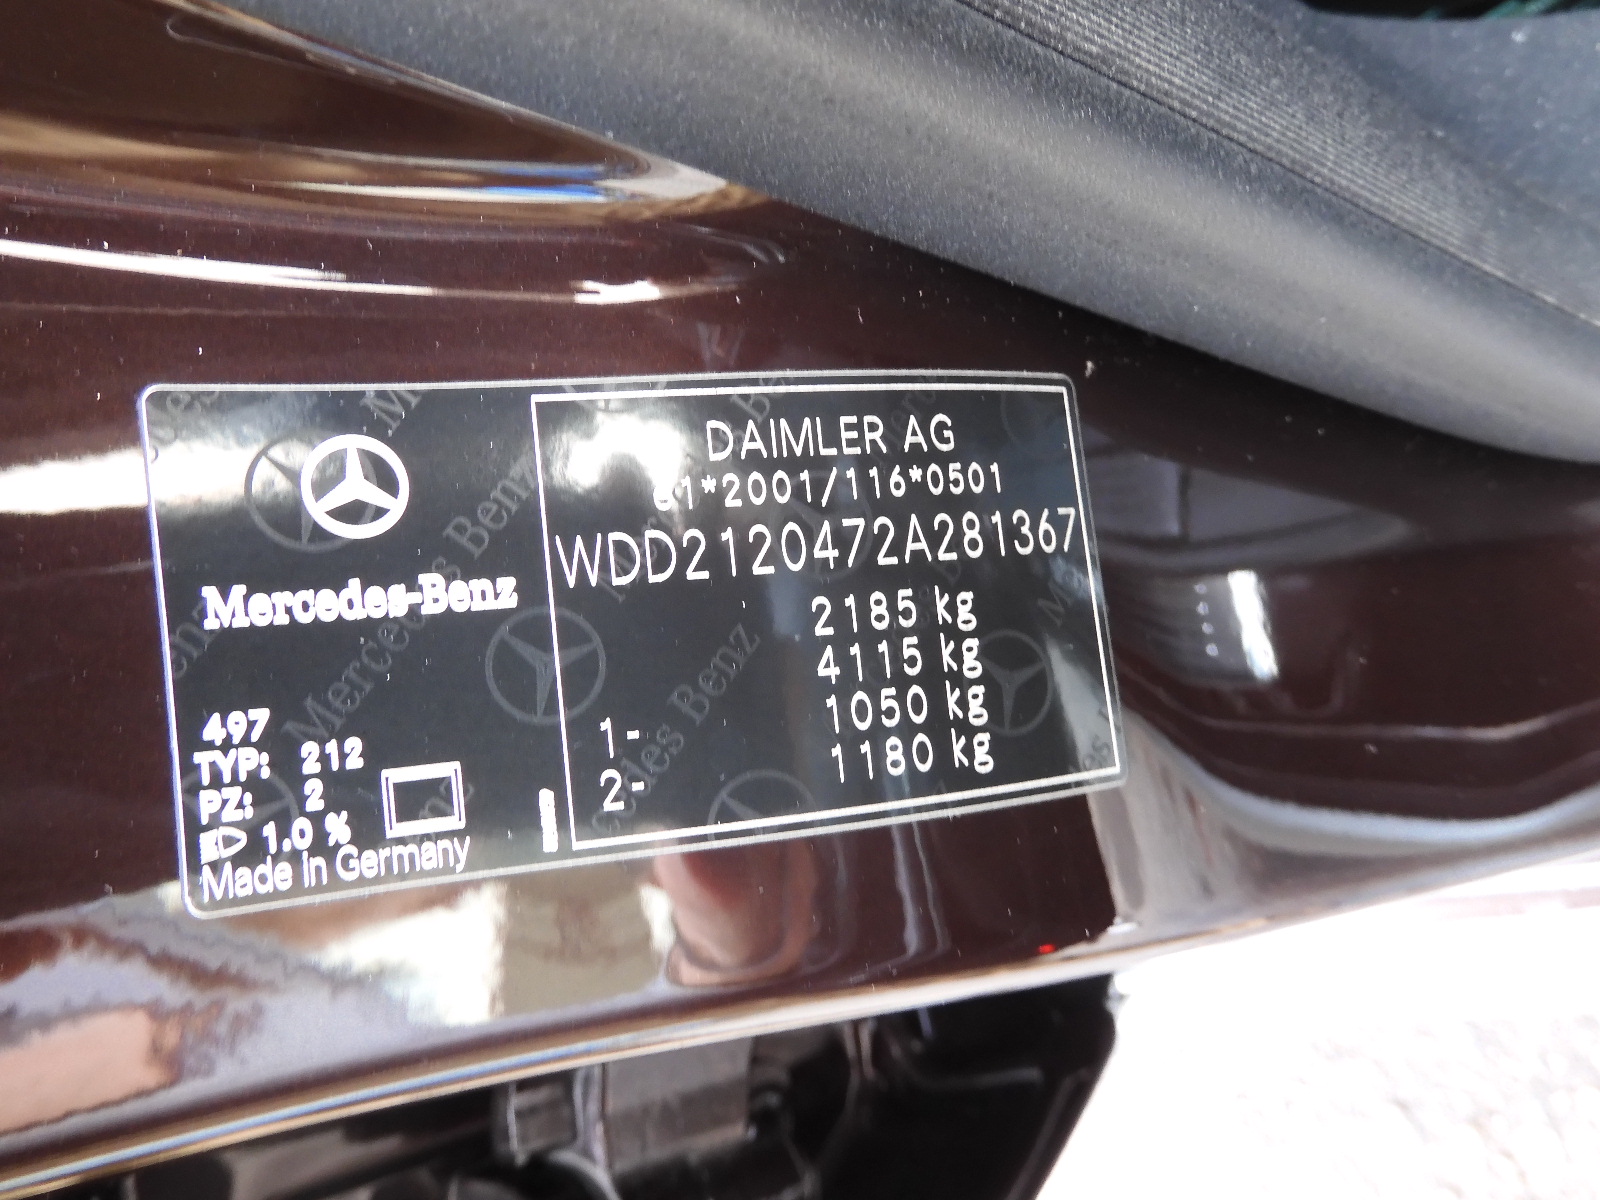 Mercedes-Benz
497
TYP: 212
PZ: 2
1.0 %
Made in Germany
DAIMLER AG
e1*2001/116*0501
WDD2120472A281367
2185 kg
4115 kg
1- 1050 kg
2- 1180 kg